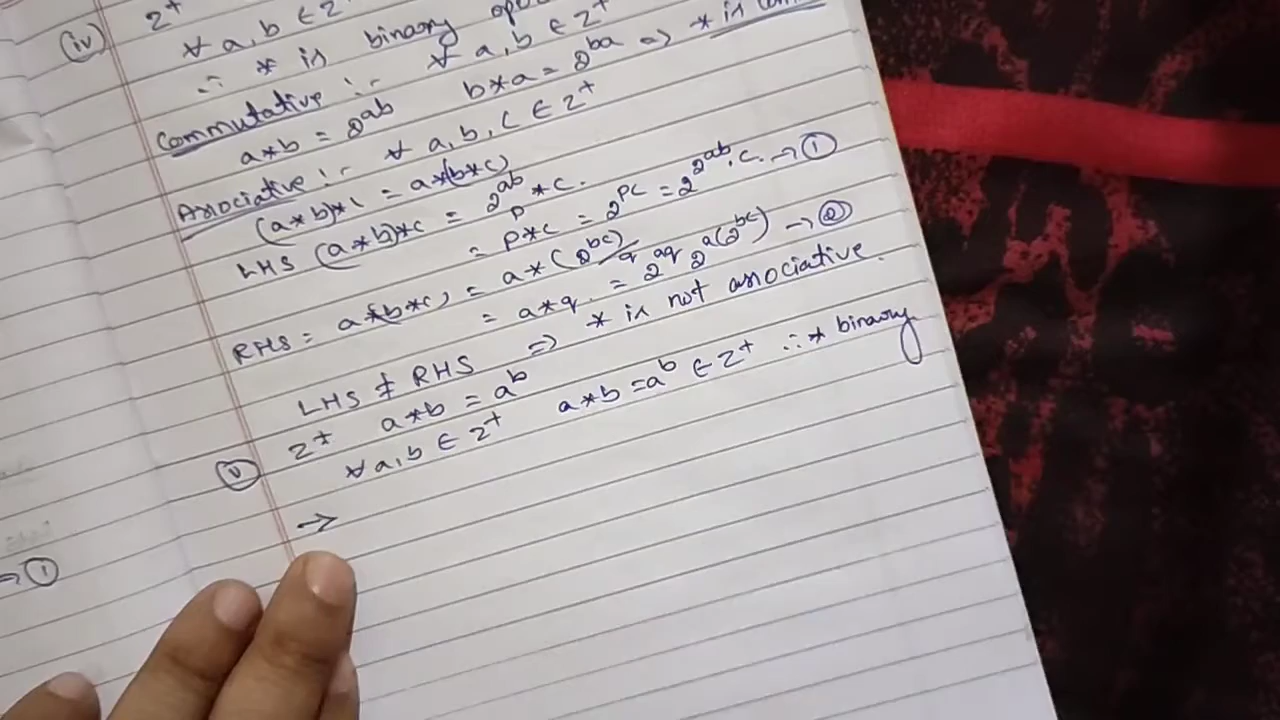 (iv) Z⁺
∀ a, b ∈ Z
∴ * is binary
Commutative :- ∀ a, b ∈ Z⁺
a*b = 2^ab b*a = 2^ba => * is
Associative :- ∀ a, b, c ∈ Z⁺
(a*b)*c = a*(b*c)
LHS (a*b)*c = 2^ab * c.
p
= p*c = 2^pc = 2^(2^ab . c) → ①
RHS = a*(b*c) = a*(2^bc)
q
= a*q = 2^aq 2^a(2^bc) → ②
LHS ≠ RHS => * is not associative.
(v) Z⁺ a*b = a^b
∀ a, b ∈ Z⁺ a*b = a^b ∈ Z⁺ ∴ * binary
→
→ ①